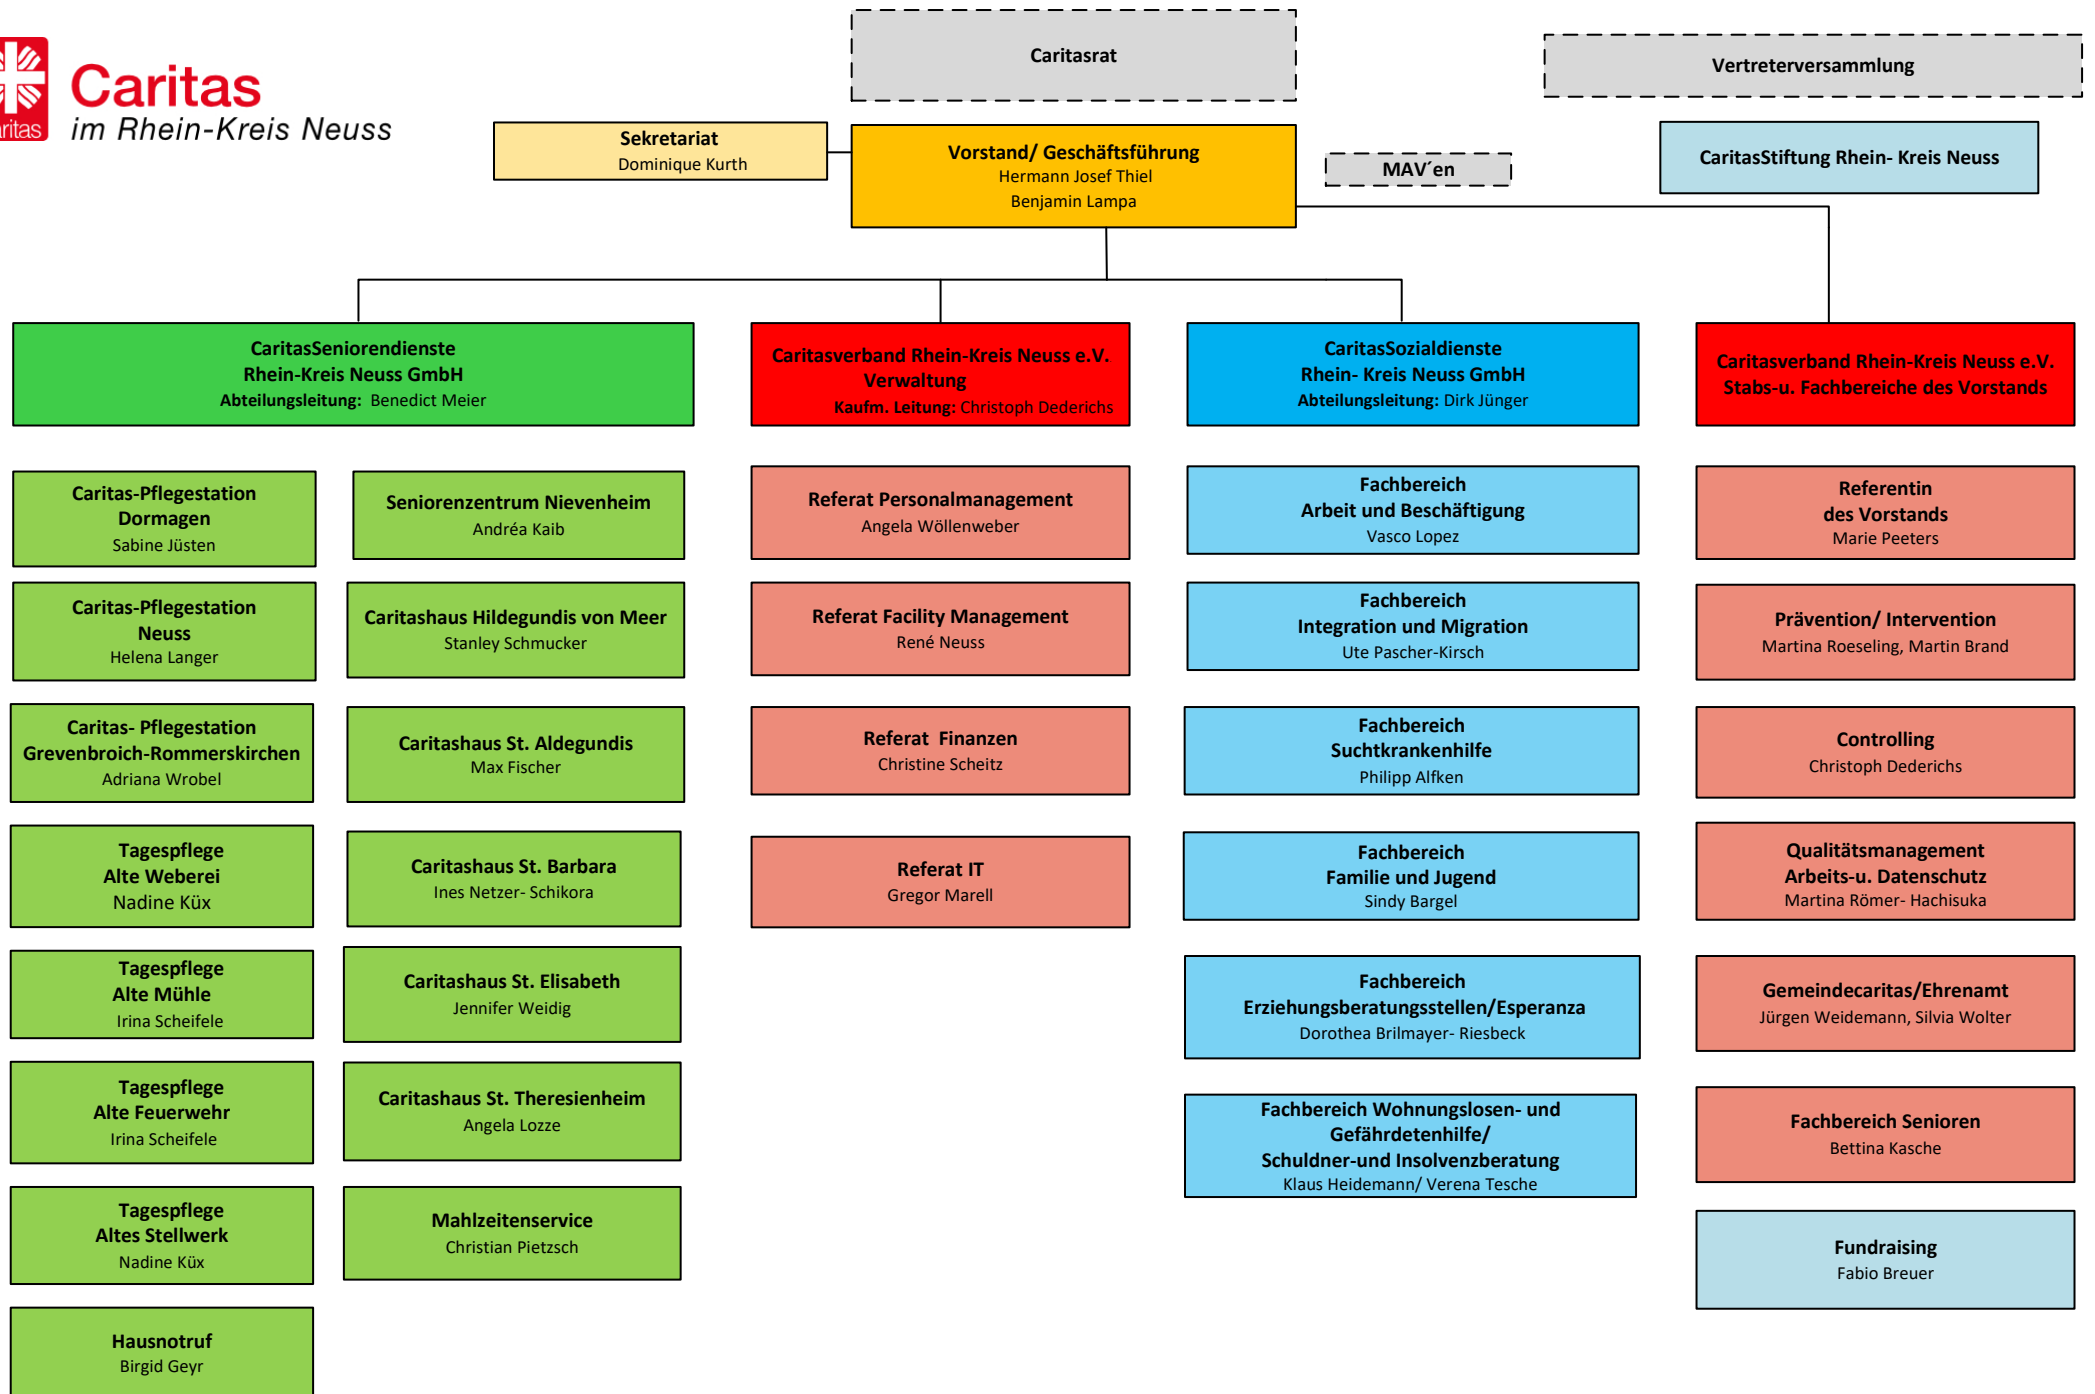 Caritas
Caritas
im Rhein-Kreis Neuss
Caritasrat
Vertreterversammlung
Sekretariat
Dominique Kurth
Vorstand/ Geschäftsführung
Hermann Josef Thiel
Benjamin Lampa
MAV´en
CaritasStiftung Rhein- Kreis Neuss
CaritasSeniorendienste
Rhein-Kreis Neuss GmbH
Abteilungsleitung: Benedict Meier
Caritasverband Rhein-Kreis Neuss e.V.
Verwaltung
Kaufm. Leitung: Christoph Dederichs
CaritasSozialdienste
Rhein- Kreis Neuss GmbH
Abteilungsleitung: Dirk Jünger
Caritasverband Rhein-Kreis Neuss e.V.
Stabs-u. Fachbereiche des Vorstands
Caritas-Pflegestation
Dormagen
Sabine Jüsten
Caritas-Pflegestation
Neuss
Helena Langer
Caritas- Pflegestation
Grevenbroich-Rommerskirchen
Adriana Wrobel
Tagespflege
Alte Weberei
Nadine Küx
Tagespflege
Alte Mühle
Irina Scheifele
Tagespflege
Alte Feuerwehr
Irina Scheifele
Tagespflege
Altes Stellwerk
Nadine Küx
Hausnotruf
Birgid Geyr
Seniorenzentrum Nievenheim
Andréa Kaib
Caritashaus Hildegundis von Meer
Stanley Schmucker
Caritashaus St. Aldegundis
Max Fischer
Caritashaus St. Barbara
Ines Netzer- Schikora
Caritashaus St. Elisabeth
Jennifer Weidig
Caritashaus St. Theresienheim
Angela Lozze
Mahlzeitenservice
Christian Pietzsch
Referat Personalmanagement
Angela Wöllenweber
Referat Facility Management
René Neuss
Referat Finanzen
Christine Scheitz
Referat IT
Gregor Marell
Fachbereich
Arbeit und Beschäftigung
Vasco Lopez
Fachbereich
Integration und Migration
Ute Pascher-Kirsch
Fachbereich
Suchtkrankenhilfe
Philipp Alfken
Fachbereich
Familie und Jugend
Sindy Bargel
Fachbereich
Erziehungsberatungsstellen/Esperanza
Dorothea Brilmayer- Riesbeck
Fachbereich Wohnungslosen- und
Gefährdetenhilfe/
Schuldner-und Insolvenzberatung
Klaus Heidemann/ Verena Tesche
Referentin
des Vorstands
Marie Peeters
Prävention/ Intervention
Martina Roeseling, Martin Brand
Controlling
Christoph Dederichs
Qualitätsmanagement
Arbeits-u. Datenschutz
Martina Römer- Hachisuka
Gemeindecaritas/Ehrenamt
Jürgen Weidemann, Silvia Wolter
Fachbereich Senioren
Bettina Kasche
Fundraising
Fabio Breuer